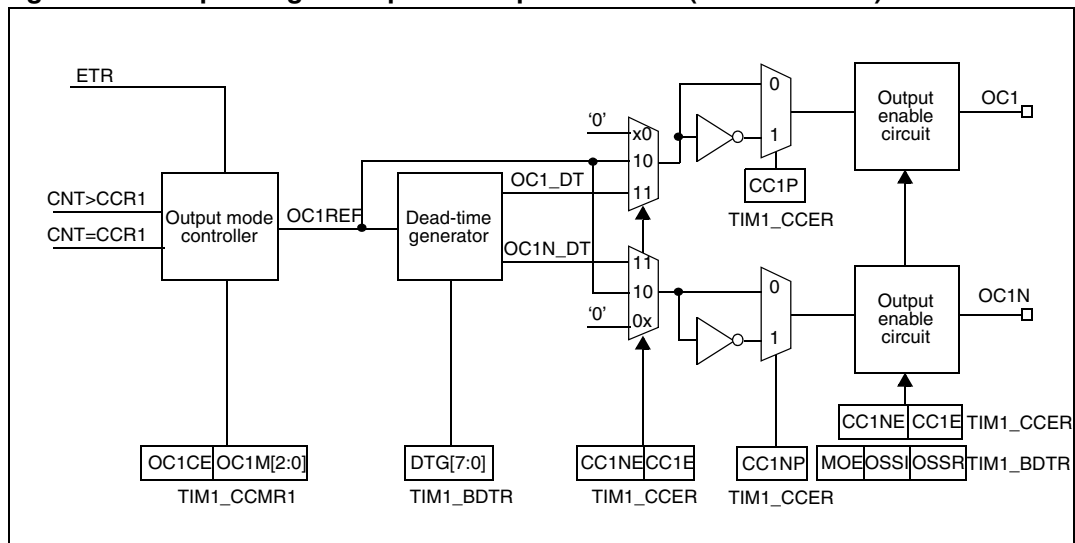 ETR
CNT>CCR1
CNT=CCR1
Output mode
controller
OC1REF
Dead-time
generator
OC1_DT
OC1N_DT
‘0’
x0
10
11
11
10
0x
‘0’
0
1
CC1P
TIM1_CCER
0
1
Output
enable
circuit
OC1
Output
enable
circuit
OC1N
CC1NE CC1E TIM1_CCER
MOE OSSI OSSR TIM1_BDTR
OC1CE OC1M[2:0]
TIM1_CCMR1
DTG[7:0]
TIM1_BDTR
CC1NE CC1E
TIM1_CCER
CC1NP
TIM1_CCER